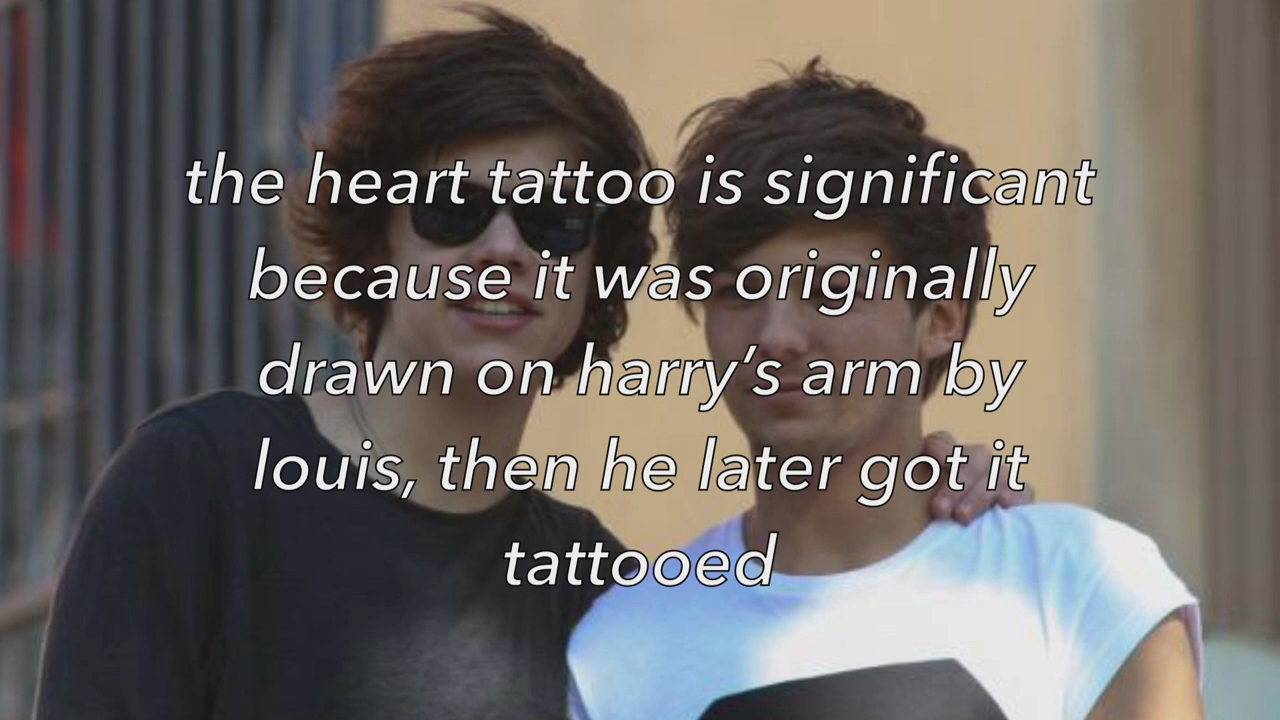 the heart tattoo is significant
because it was originally
drawn on harry’s arm by
louis, then he later got it
tattooed